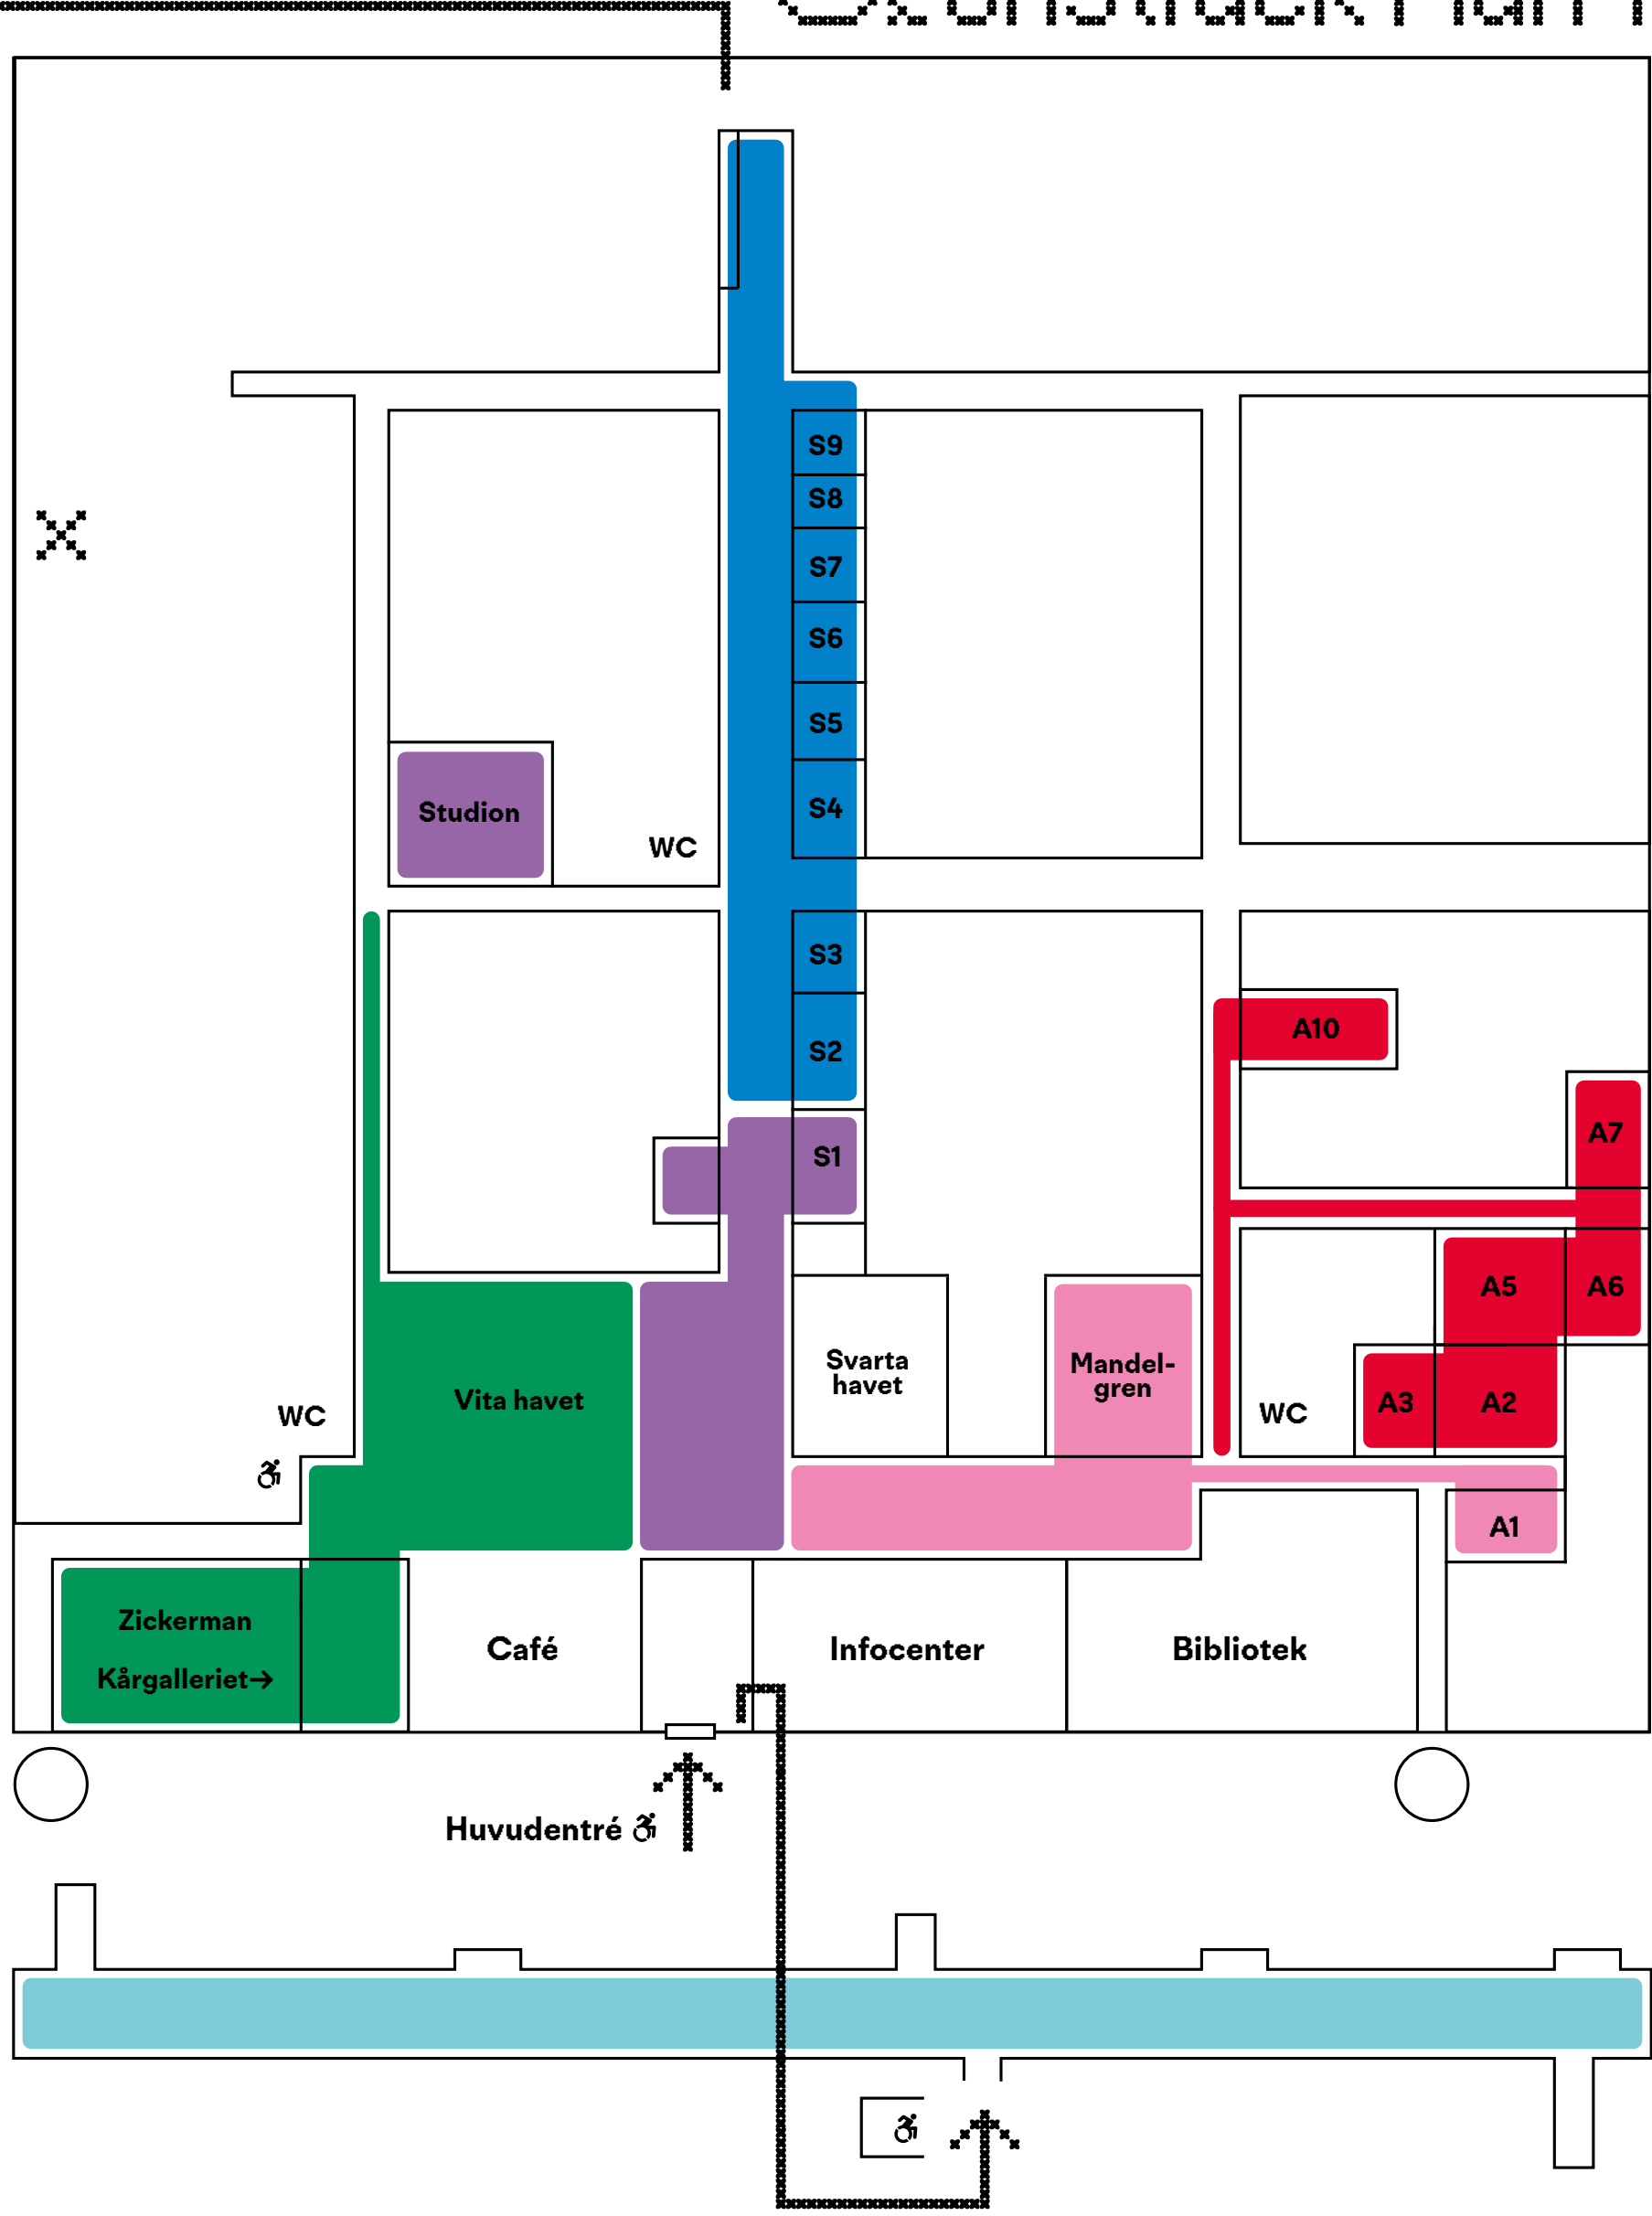 S9
S8
S7
S6
S5
S4
Studion
WC
S3
S2
A10
A7
S1
A5
A6
Svarta
havet
Mandel-
gren
Vita havet
WC
WC
A3
A2
A1
Zickerman
Kårgalleriet→
Café
Infocenter
Bibliotek
Huvudentré